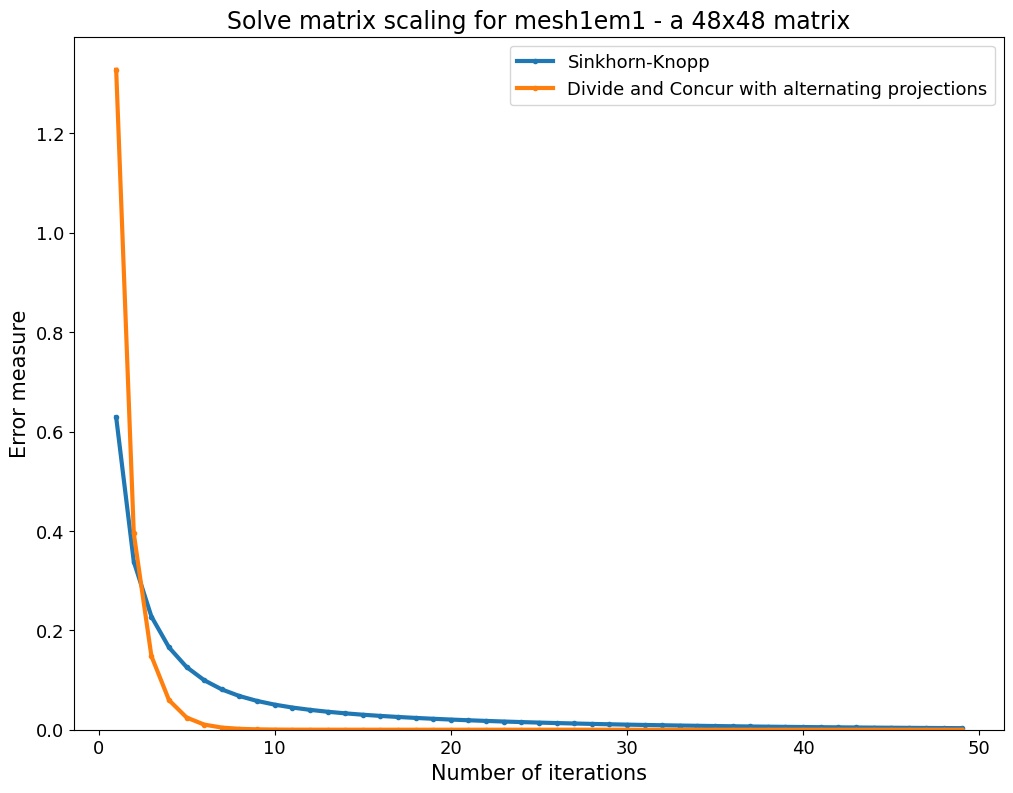 Solve matrix scaling for mesh1em1 - a 48x48 matrix
Sinkhorn-Knopp
Divide and Concur with alternating projections
1.2
1.0
0.8
0.6
0.4
0.2
0.0
Error measure
0 10 20 30 40 50
Number of iterations